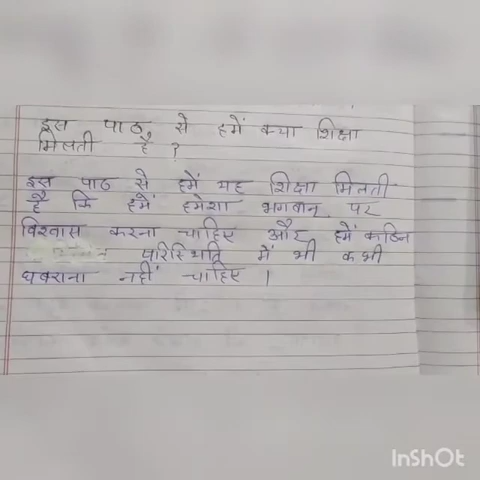 इस पाठ से हमें क्या शिक्षा
मिलती है ?
इस पाठ से हमें यह शिक्षा मिलती
है कि हमें हमेशा भगवान् पर
विश्वास करना चाहिए और हमें कठिन
परिस्थिति में भी कभी
घबराना नहीं चाहिए ।
InShOt